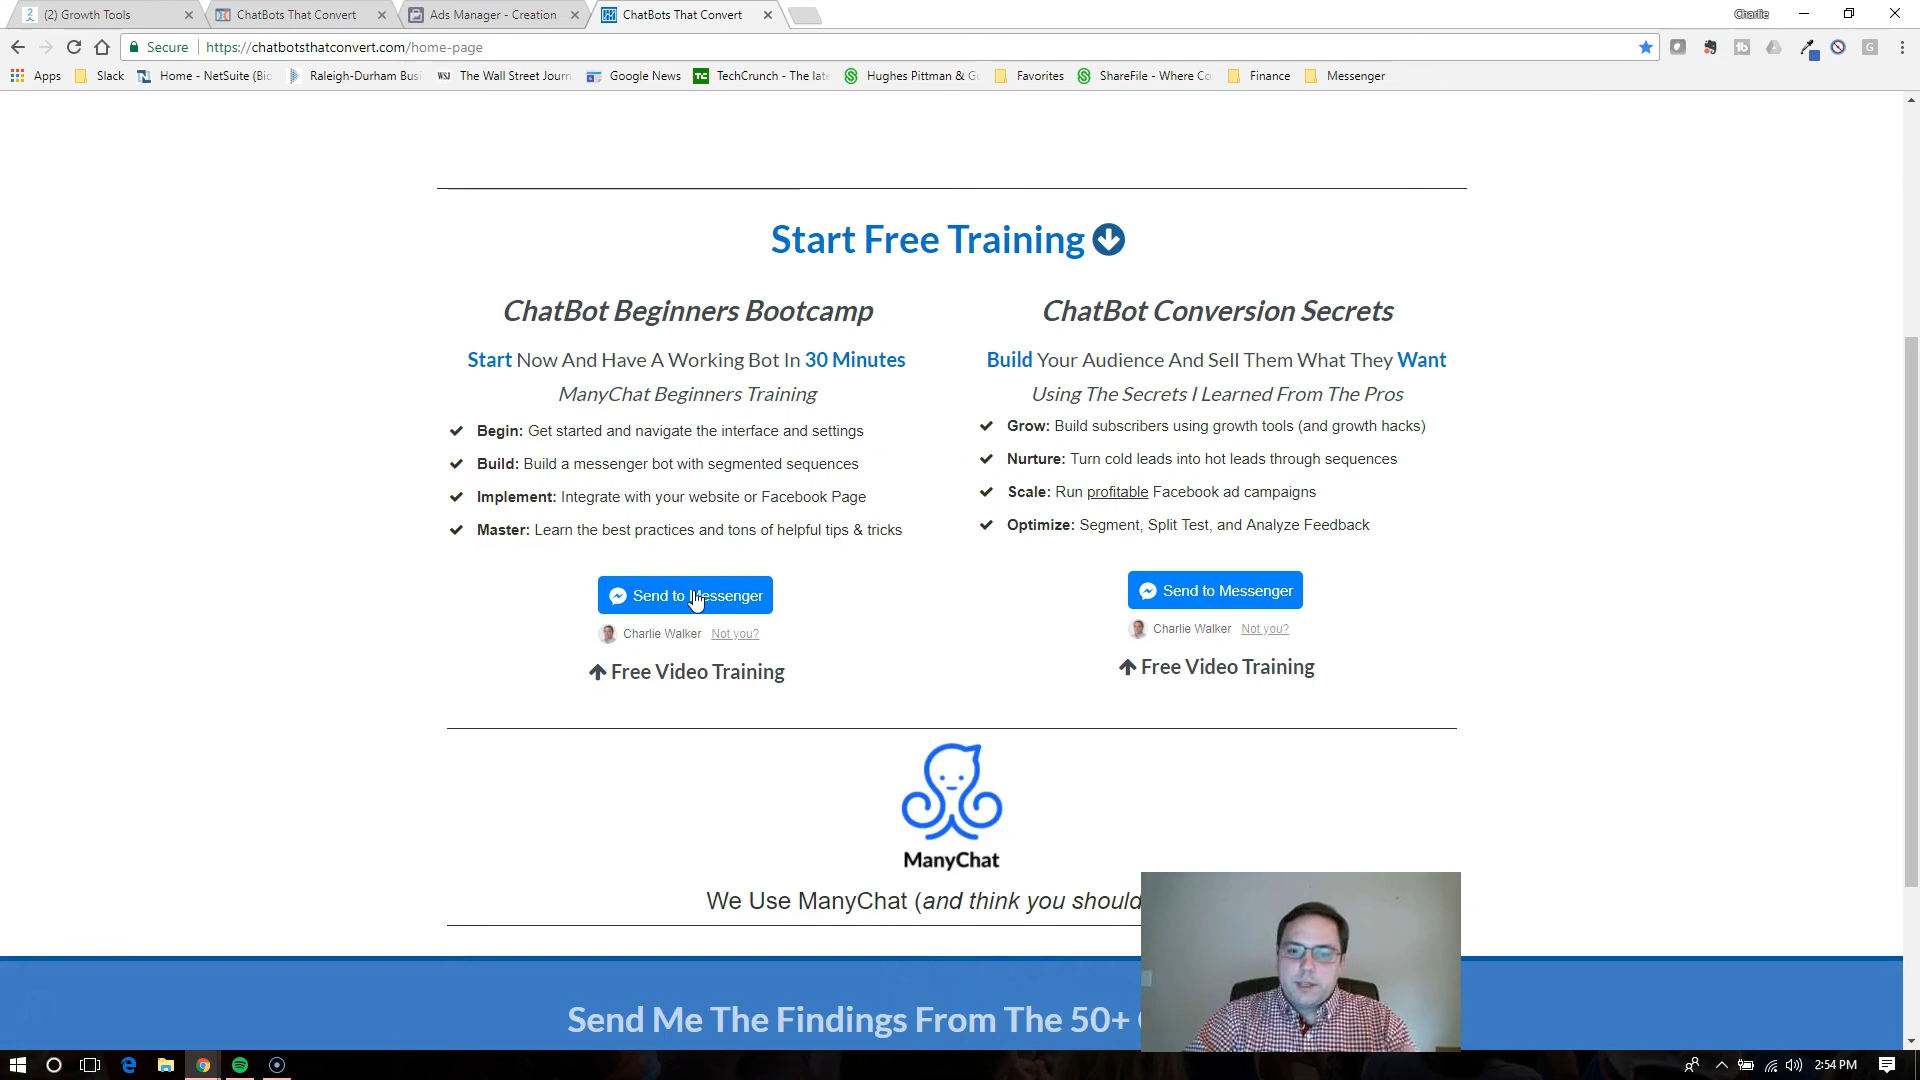 (2) Growth Tools
ChatBots That Convert
Ads Manager - Creation
ChatBots That Convert
Charlie
Secure
https://chatbotsthatconvert.com/home-page
Apps
Slack
Home - NetSuite (Bio
Raleigh-Durham Busi
WSJ
The Wall Street Journ
Google News
TC
TechCrunch - The late
Hughes Pittman & G
Favorites
ShareFile - Where Co
Finance
Messenger
Start Free Training
ChatBot Beginners Bootcamp
Start Now And Have A Working Bot In 30 Minutes
ManyChat Beginners Training
Begin: Get started and navigate the interface and settings
Build: Build a messenger bot with segmented sequences
Implement: Integrate with your website or Facebook Page
Master: Learn the best practices and tons of helpful tips & tricks
Send to Messenger
Charlie Walker Not you?
Free Video Training
ChatBot Conversion Secrets
Build Your Audience And Sell Them What They Want
Using The Secrets I Learned From The Pros
Grow: Build subscribers using growth tools (and growth hacks)
Nurture: Turn cold leads into hot leads through sequences
Scale: Run profitable Facebook ad campaigns
Optimize: Segment, Split Test, and Analyze Feedback
Send to Messenger
Charlie Walker Not you?
Free Video Training
ManyChat
We Use ManyChat (and think you should
Send Me The Findings From The 50+
2:54 PM